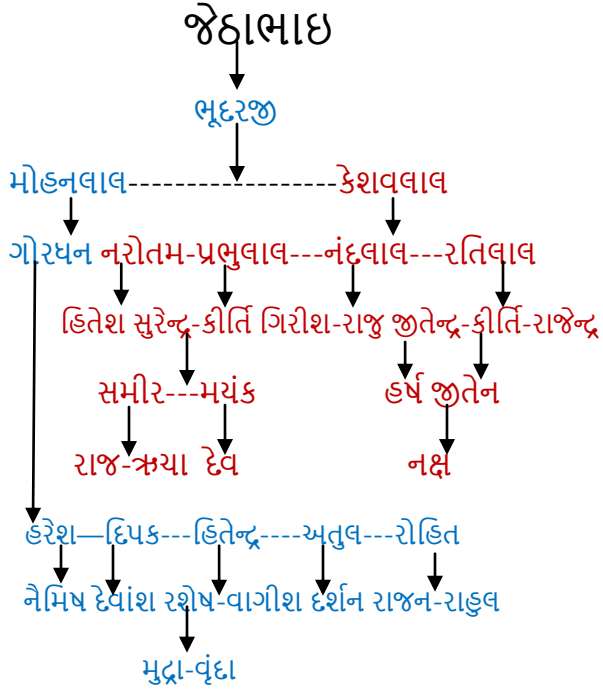 જેઠાભાઇ
ભૂદરજી
મોહનલાલ----------------કેશવલાલ
ગોરધન નરોતમ-પ્રભુલાલ---નંદલાલ---રતિલાલ
હિતેશ સુરેન્દ્ર-કીર્તિ ગિરીશ-રાજુ જીતેન્દ્ર-કીર્તિ-રાજેન્દ્ર
સમીર---મયંક હર્ષ જીતેન
રાજ-ઋચા દેવ નક્ષ
હરેશ—દિપક---હિતેન્દ્ર----અતુલ---રોહિત
નૈમિષ દેવાંશ રશેષ-વાગીશ દર્શન રાજન-રાહુલ
મુદ્રા-વૃંદા